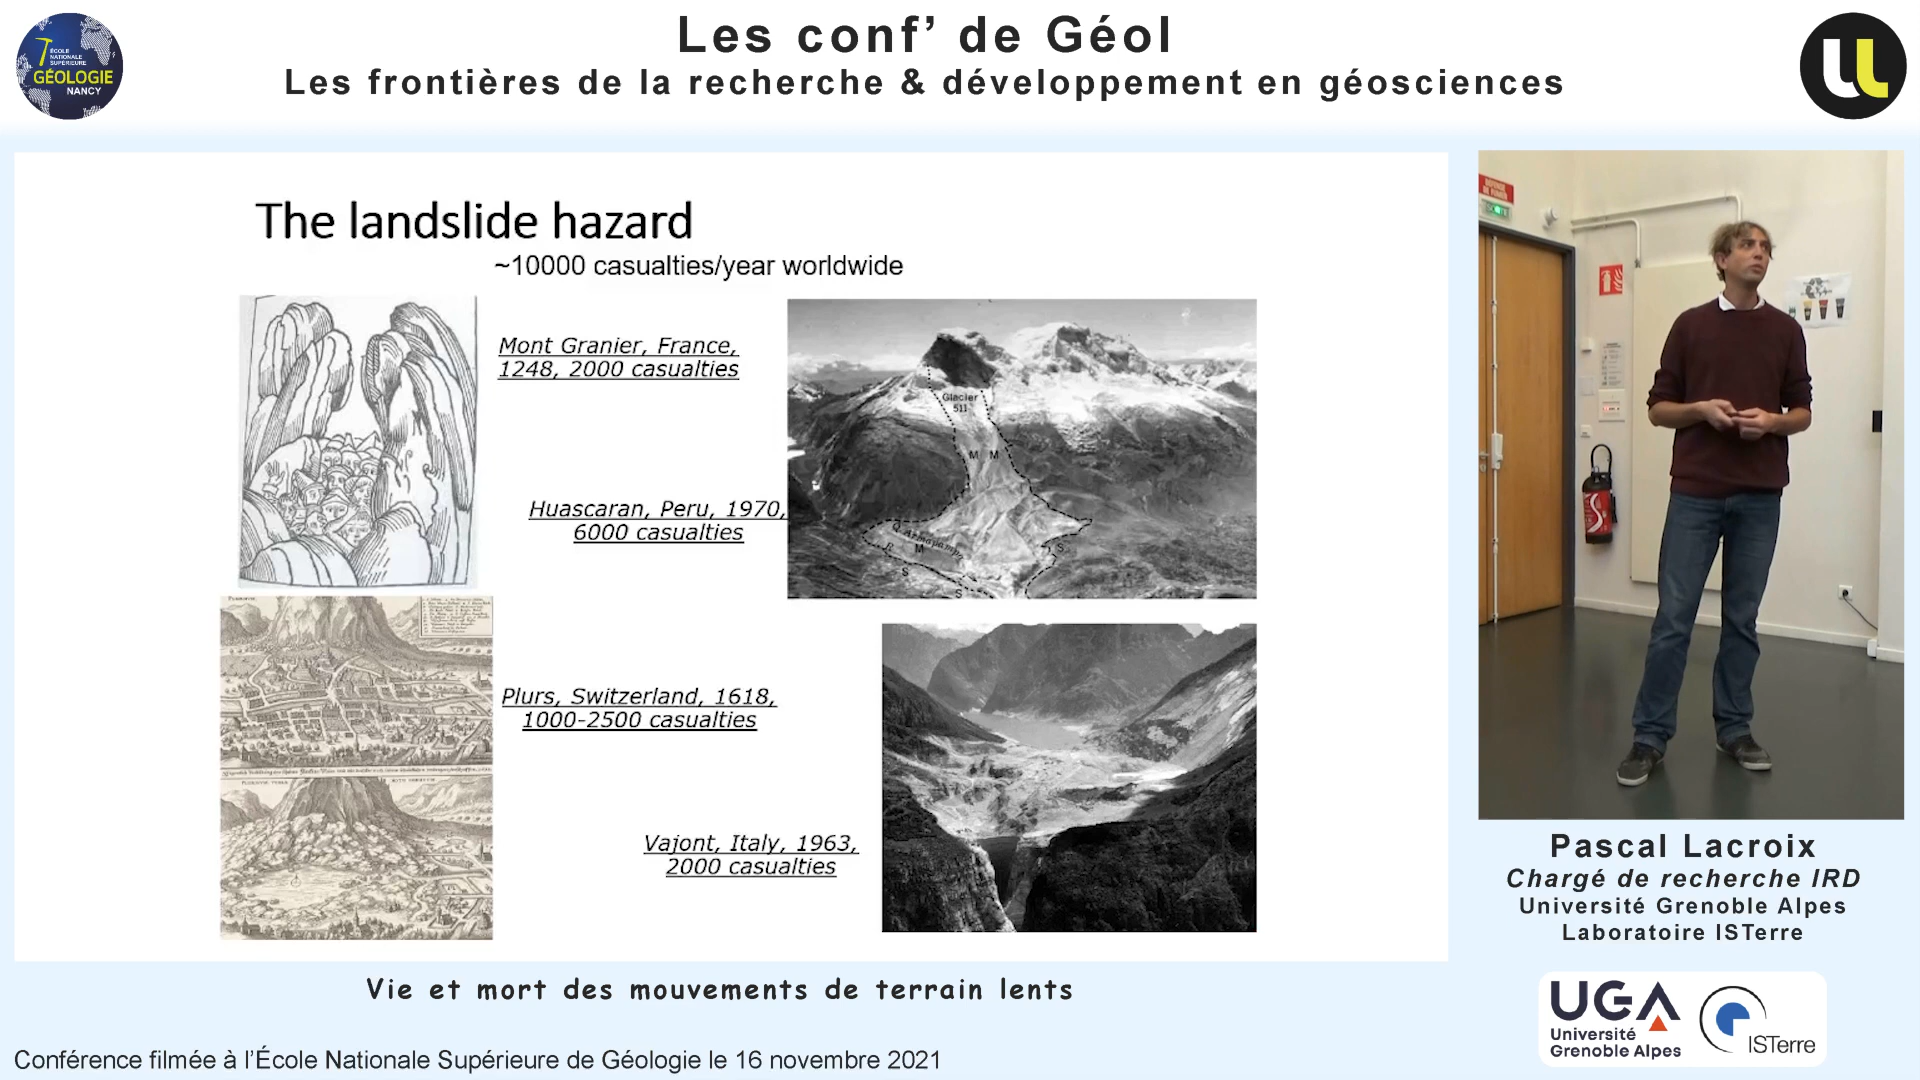 Les conf’ de Géol
Les frontières de la recherche & développement en géosciences
ÉCOLE
NATIONALE
SUPÉRIEURE
GÉOLOGIE
NANCY
The landslide hazard
~10000 casualties/year worldwide
Mont Granier, France,
1248, 2000 casualties
Glacier
511
M M
Huascaran, Peru, 1970,
6000 casualties
R
M
S
S
S
Plurs, Switzerland, 1618,
1000-2500 casualties
Vajont, Italy, 1963,
2000 casualties
Pascal Lacroix
Chargé de recherche IRD
Université Grenoble Alpes
Laboratoire ISTerre
Vie et mort des mouvements de terrain lents
UGA
Université
Grenoble Alpes
ISTerre
Conférence filmée à l’École Nationale Supérieure de Géologie le 16 novembre 2021